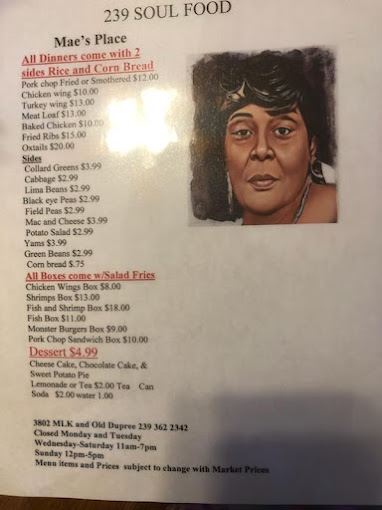 239 SOUL FOOD
Mae's Place
All Dinners come with 2
sides Rice and Corn Bread
Pork chop Fried or Smothered $12.00
Chicken wing $10.00
Turkey wing $13.00
Meat Loaf $13.00
Baked Chicken $10.00
Fried Ribs $15.00
Oxtails $20.00
Sides
Collard Greens $3.99
Cabbage $2.99
Lima Beans $2.99
Black eye Peas $2.99
Field Peas $2.99
Mac and Cheese $3.99
Potato Salad $2.99
Yams $3.99
Green Beans $2.99
Corn bread $.75
All Boxes come w/Salad Fries
Chicken Wings Box $8.00
Shrimps Box $13.00
Fish and Shrimp Box $18.00
Fish Box $11.00
Monster Burgers Box $9.00
Pork Chop Sandwich Box $10.00
Dessert $4.99
Cheese Cake, Chocolate Cake, &
Sweet Potato Pie
Lemonade or Tea $2.00 Tea Can
Soda $2.00 water 1.00
3802 MLK and Old Dupree 239 362 2342
Closed Monday and Tuesday
Wednesday-Saturday 11am-7pm
Sunday 12pm-5pm
Menu items and Prices subject to change with Market Prices